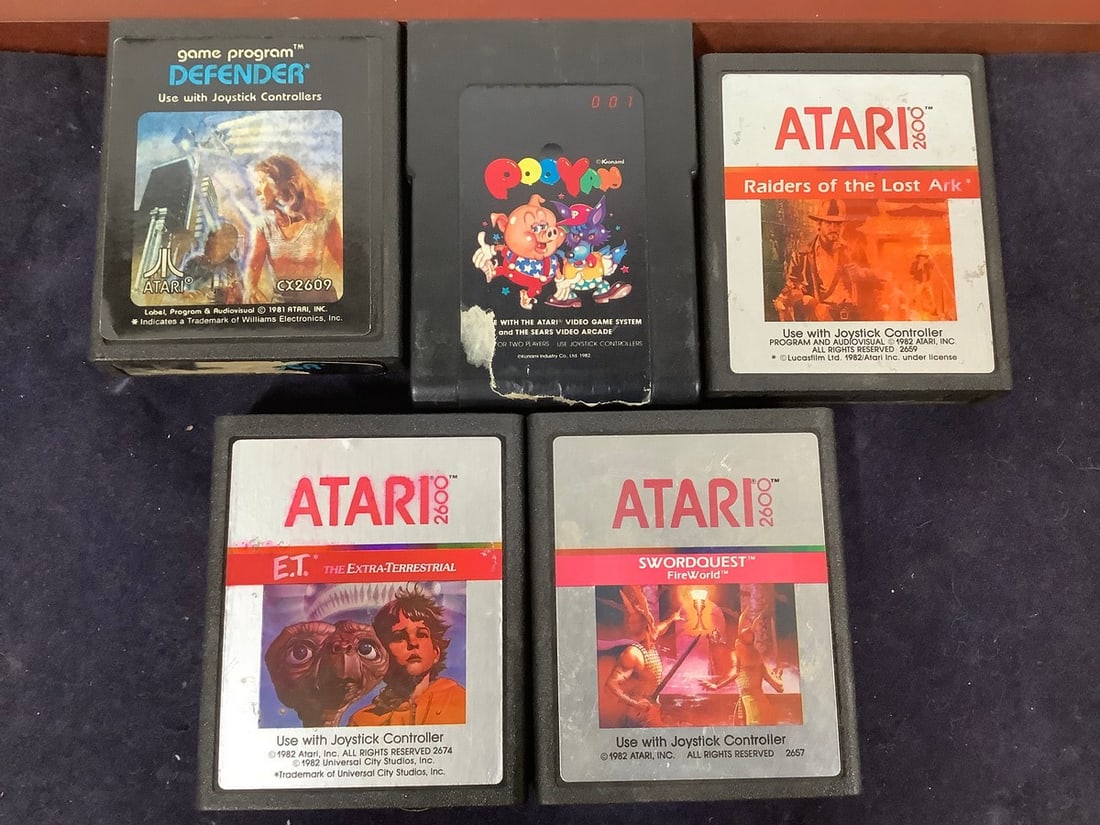 game program™
DEFENDER*
Use with Joystick Controllers
ATARI®
CX2609
Label, Program & Audiovisual © 1981 ATARI, INC.
* Indicates a Trademark of Williams Electronics, Inc.
001
©Konami
POOYAN
WITH THE ATARI® VIDEO GAME SYSTEM
and THE SEARS VIDEO ARCADE
OR TWO PLAYERS USE JOYSTICK CONTROLLERS
©Konami Industry Co., Ltd. 1982
ATARI® 2600™
Raiders of the Lost Ark*
Use with Joystick Controller
PROGRAM AND AUDIOVISUAL ©1982 ATARI, INC.
ALL RIGHTS RESERVED 2659
* ©Lucasfilm Ltd. 1982/Atari Inc. under license
ATARI® 2600™
E.T.* THE EXTRA-TERRESTRIAL
Use with Joystick Controller
©1982 Atari, Inc. ALL RIGHTS RESERVED 2674
©1982 Universal City Studios, Inc.
*Trademark of Universal City Studios, Inc.
ATARI® 2600™
SWORDQUEST™
FireWorld™
Use with Joystick Controller
©1982 ATARI, INC. ALL RIGHTS RESERVED 2657